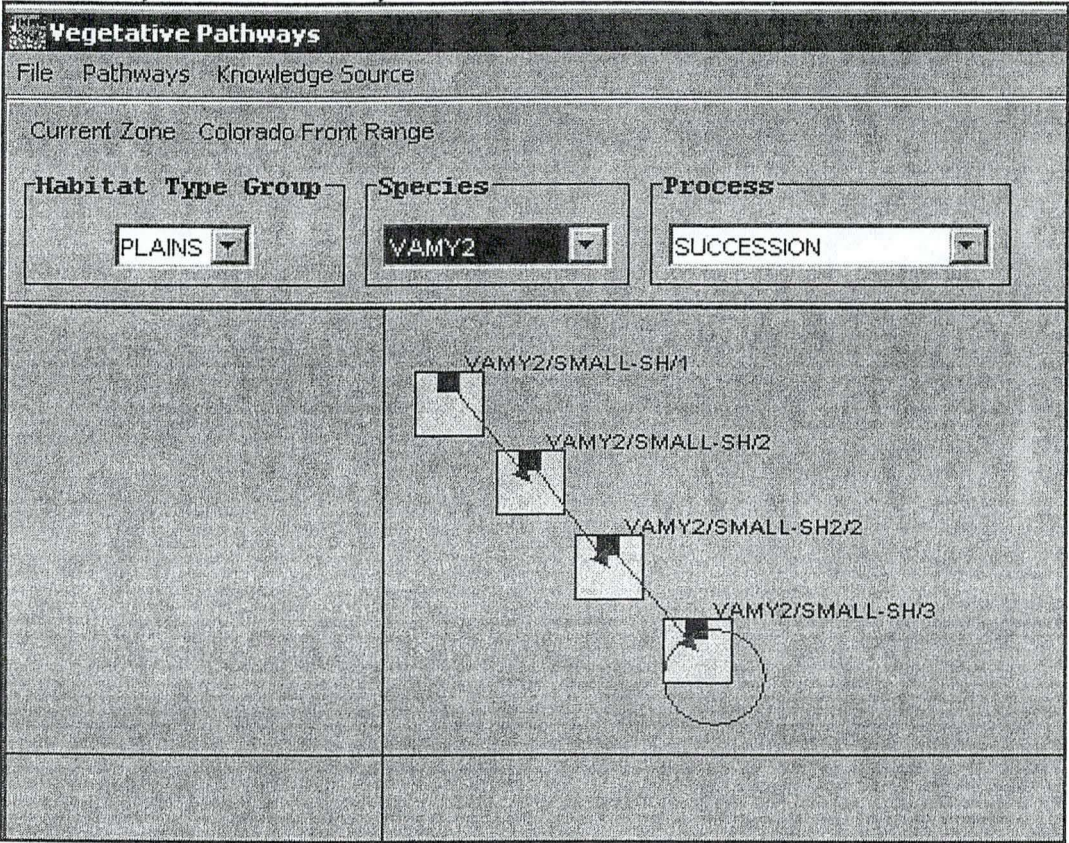 Vegetative Pathways
File Pathways Knowledge Source
Current Zone Colorado Front Range
Habitat Type Group Species Process
PLAINS VAMY2 SUCCESSION
VAMY2/SMALL-SH/1
VAMY2/SMALL-SH/2
VAMY2/SMALL-SH2/2
VAMY2/SMALL-SH/3